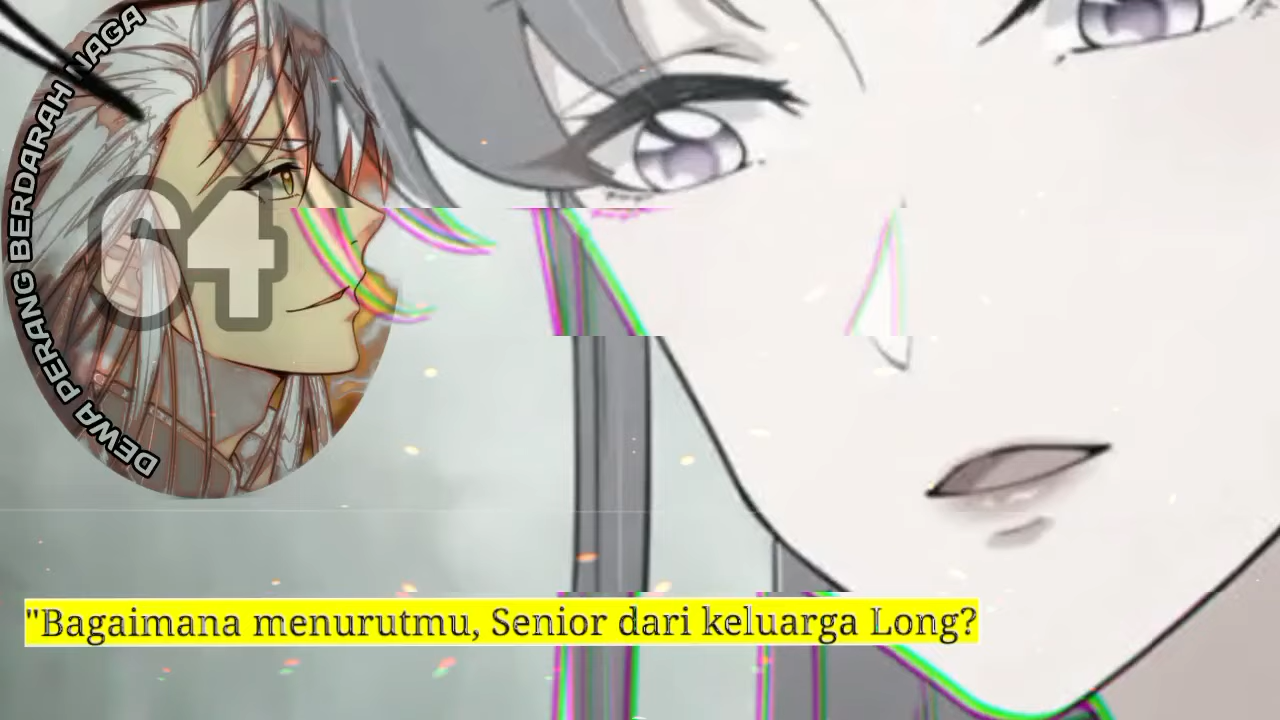 DEWA PERANG BERDARAH NAGA
64
"Bagaimana menurutmu, Senior dari keluarga Long?